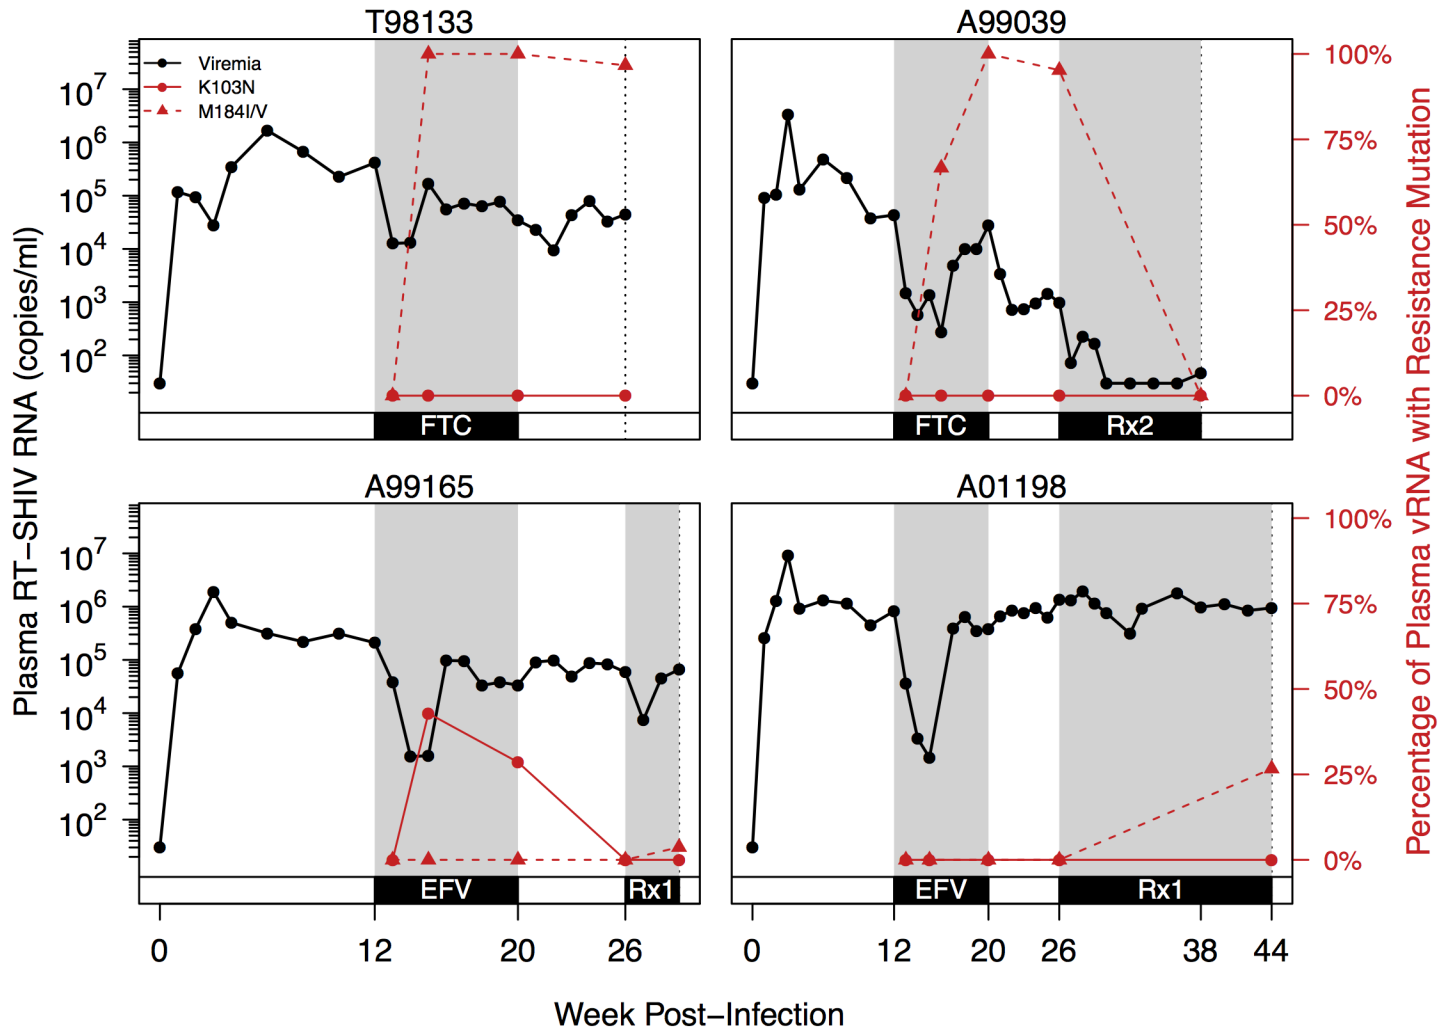 T98133
A99039
Viremia
K103N
M184I/V
10^7
10^6
10^5
10^4
10^3
10^2
100%
75%
50%
25%
0%
FTC
FTC
Rx2
A99165
A01198
10^7
10^6
10^5
10^4
10^3
10^2
100%
75%
50%
25%
0%
EFV
Rx1
EFV
Rx1
0 12 20 26
0 12 20 26 38 44
Week Post−Infection
Plasma RT−SHIV RNA (copies/ml)
Percentage of Plasma vRNA with Resistance Mutation